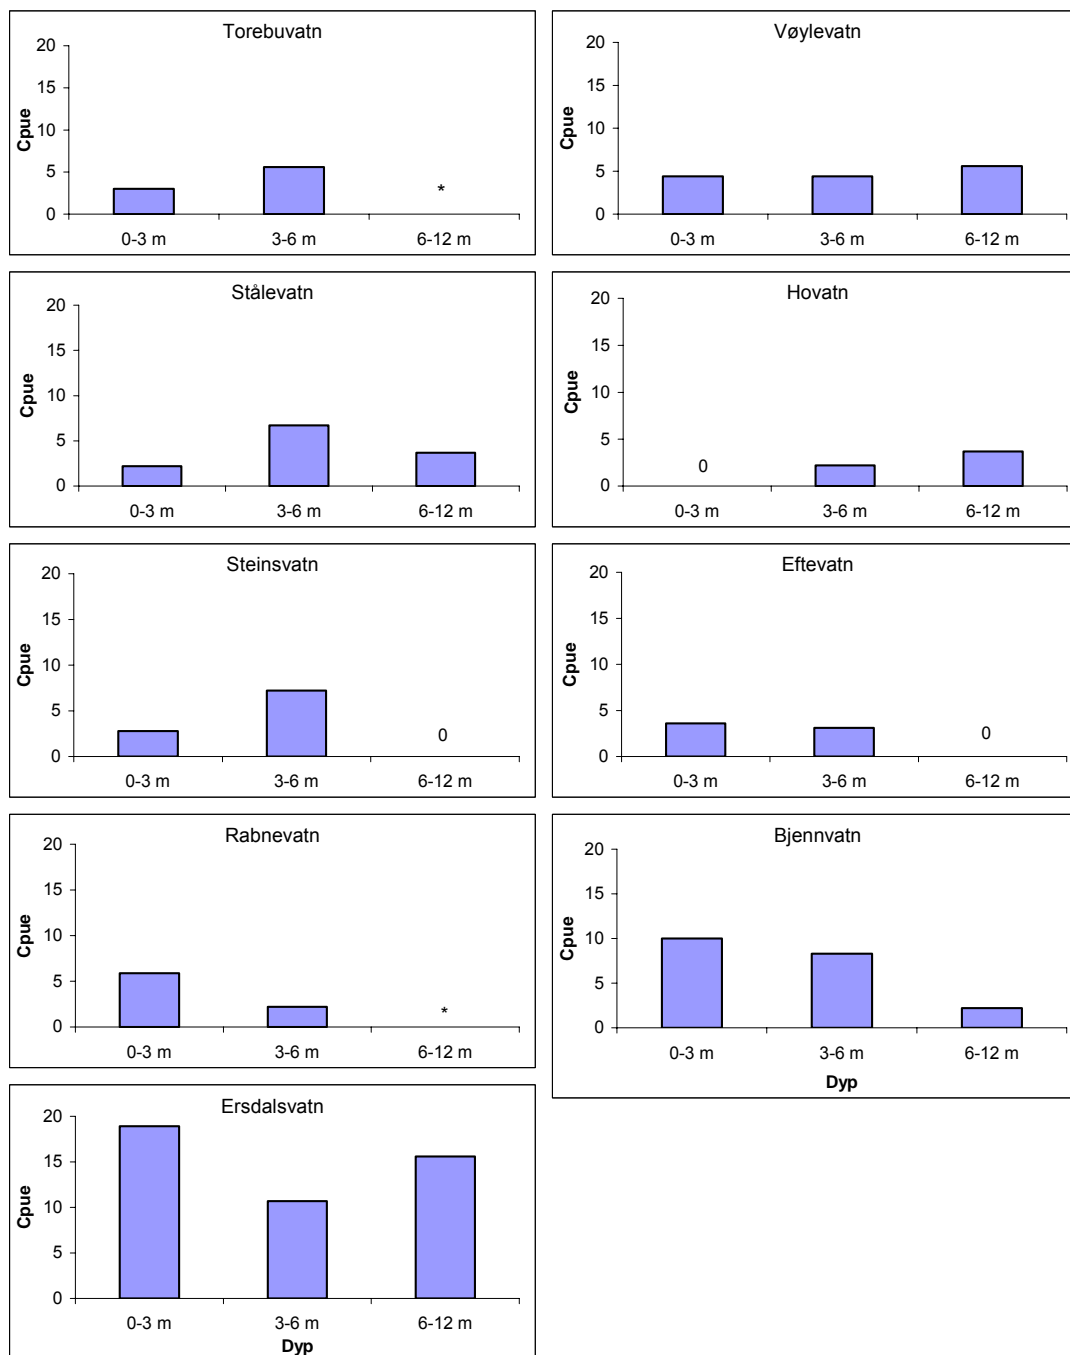 Torebuvatn
20
15
10
5
0
Cpue
*
0-3 m 3-6 m 6-12 m
Vøylevatn
20
15
10
5
0
Cpue
0-3 m 3-6 m 6-12 m
Stålevatn
20
15
10
5
0
Cpue
0-3 m 3-6 m 6-12 m
Hovatn
20
15
10
5
0
Cpue
0
0-3 m 3-6 m 6-12 m
Steinsvatn
20
15
10
5
0
Cpue
0
0-3 m 3-6 m 6-12 m
Eftevatn
20
15
10
5
0
Cpue
0
0-3 m 3-6 m 6-12 m
Rabnevatn
20
15
10
5
0
Cpue
*
0-3 m 3-6 m 6-12 m
Bjennvatn
20
15
10
5
0
Cpue
0-3 m 3-6 m 6-12 m
Dyp
Ersdalsvatn
20
15
10
5
0
Cpue
0-3 m 3-6 m 6-12 m
Dyp